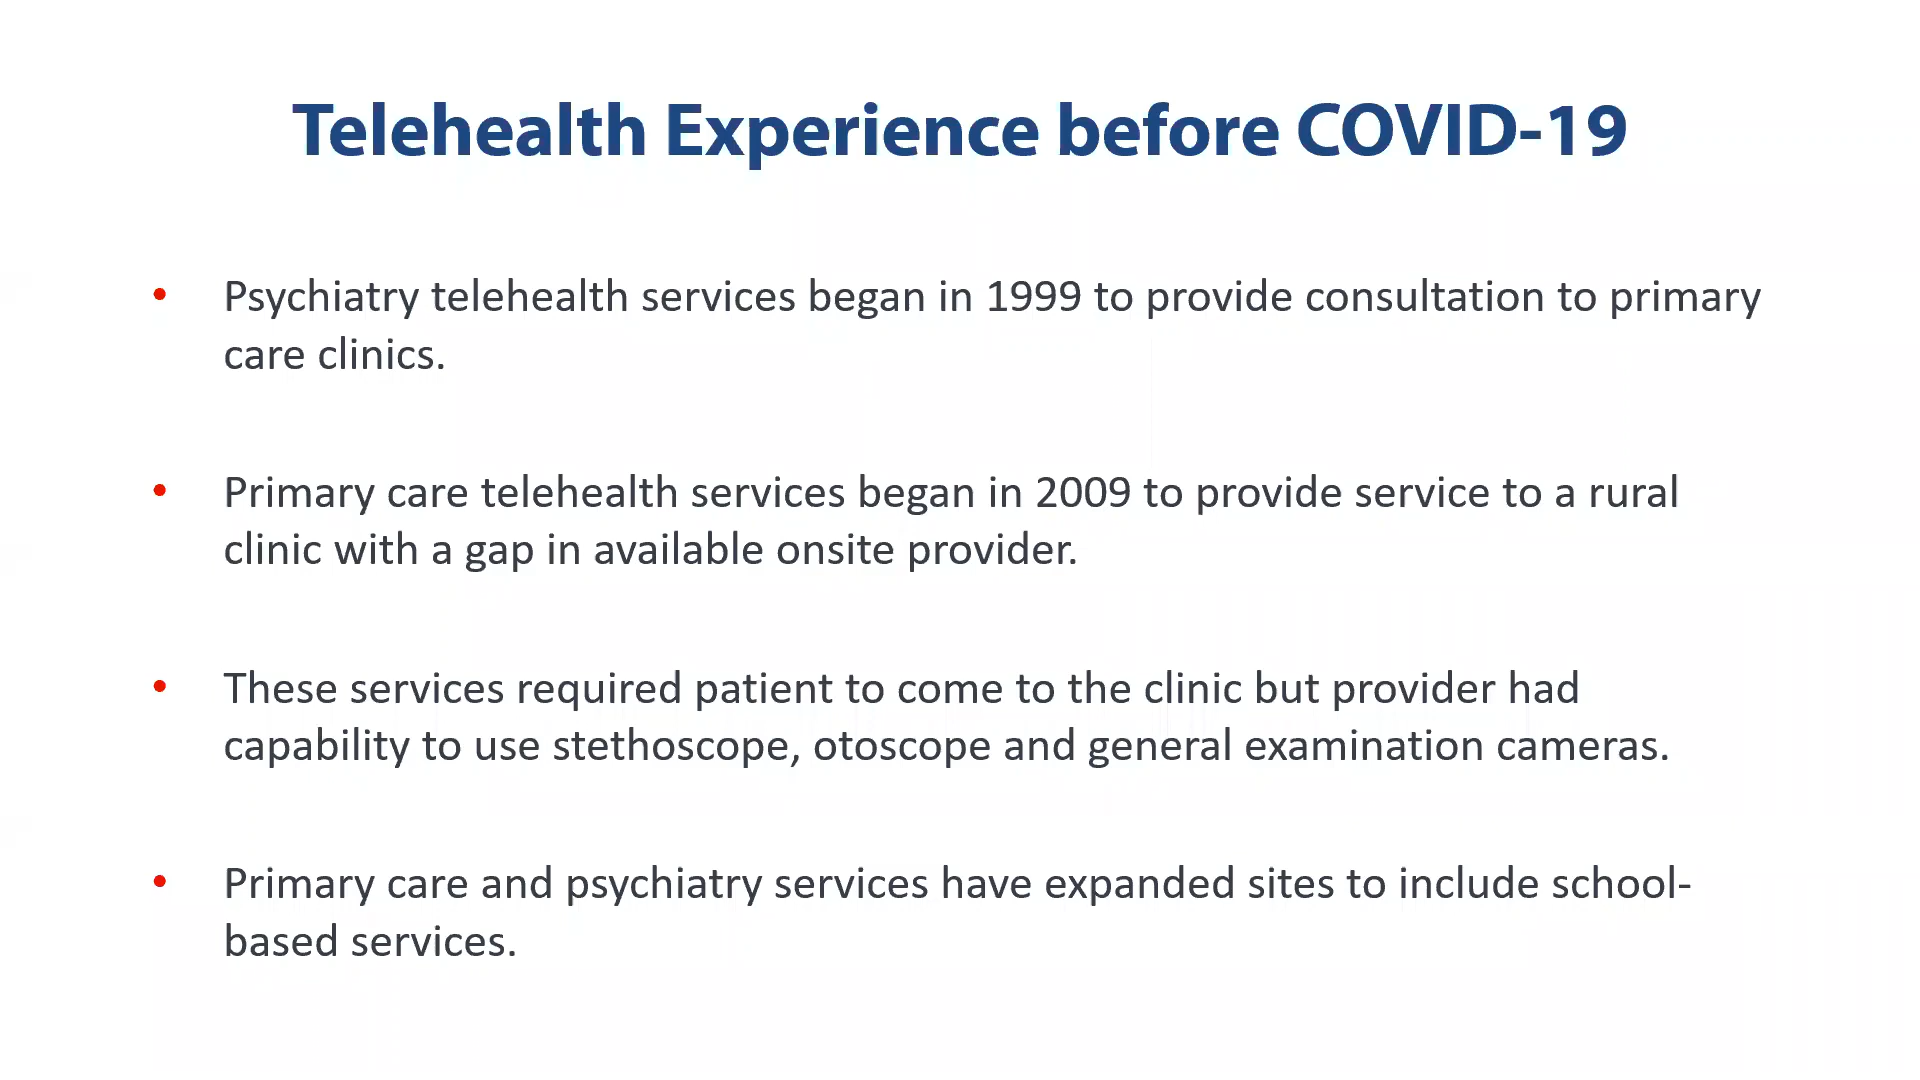 Telehealth Experience before COVID-19
• Psychiatry telehealth services began in 1999 to provide consultation to primary
care clinics.
• Primary care telehealth services began in 2009 to provide service to a rural
clinic with a gap in available onsite provider.
• These services required patient to come to the clinic but provider had
capability to use stethoscope, otoscope and general examination cameras.
• Primary care and psychiatry services have expanded sites to include school-
based services.